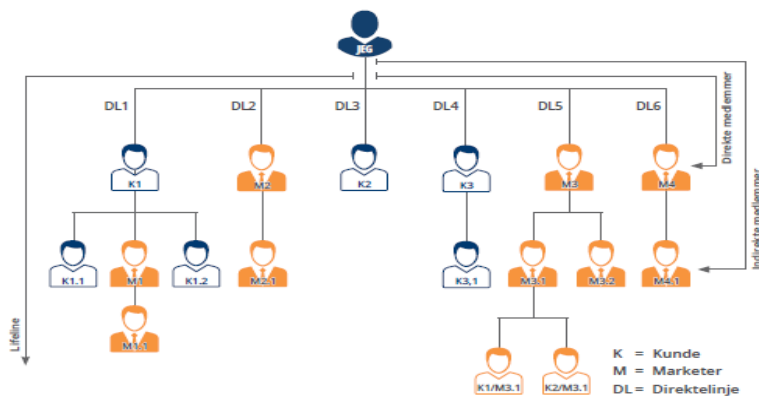 JEG
DL1 DL2 DL3 DL4 DL5 DL6
Direkte medlemmer
K1 M2 K2 K3 M3 M4
Indirekte medlemmer
K1.1 M1 K1.2 M2.1 K3,1 M3.1 M3.2 M4.1
M1.1
Lifeline
K1/M3.1 K2/M3.1
K = Kunde
M = Marketer
DL = Direktelinje